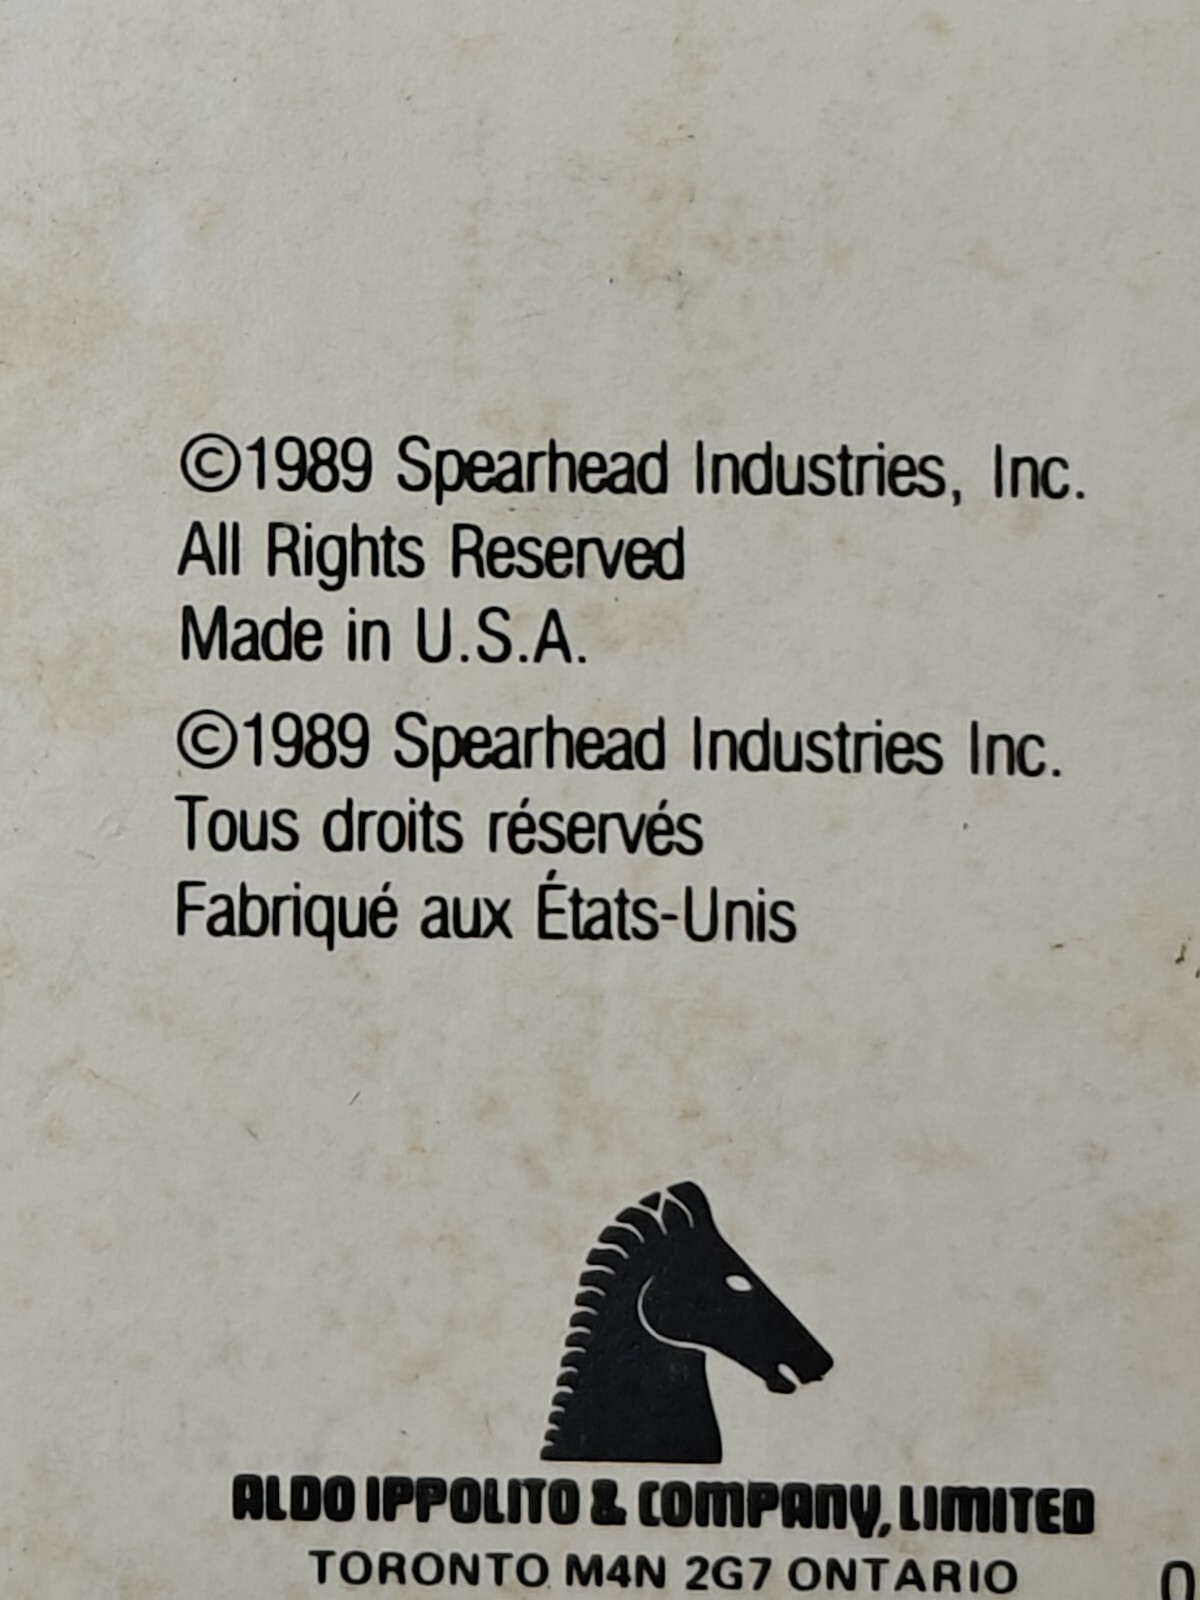 ©1989 Spearhead Industries, Inc.
All Rights Reserved
Made in U.S.A.
©1989 Spearhead Industries Inc.
Tous droits réservés
Fabriqué aux États-Unis
ALDO IPPOLITO & COMPANY, LIMITED
TORONTO M4N 2G7 ONTARIO